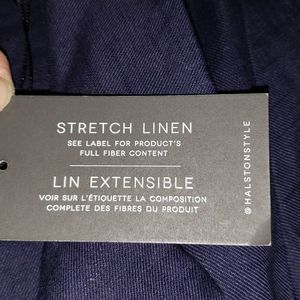 STRETCH LINEN
SEE LABEL FOR PRODUCT'S
FULL FIBER CONTENT
LIN EXTENSIBLE
VOIR SUR L'ÉTIQUETTE LA COMPOSITION
COMPLETE DES FIBRES DU PRODUIT
@HALSTONSTYLE